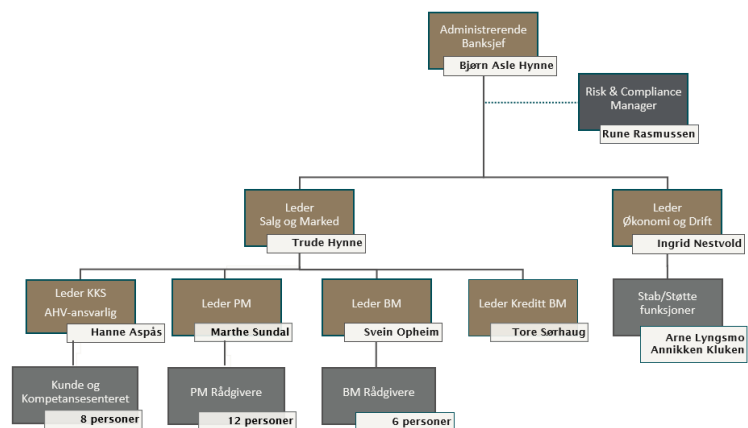 Administrerende
Banksjef
Bjørn Asle Hynne
Risk & Compliance
Manager
Rune Rasmussen
Leder
Salg og Marked
Trude Hynne
Leder
Økonomi og Drift
Ingrid Nestvold
Leder KKS
AHV-ansvarlig
Hanne Aspås
Leder PM
Marthe Sundal
Leder BM
Svein Opheim
Leder Kreditt BM
Tore Sørhaug
Stab/Støtte
funksjoner
Arne Lyngsmo
Annikken Kluken
Kunde og
Kompetansesenteret
8 personer
PM Rådgivere
12 personer
BM Rådgivere
6 personer